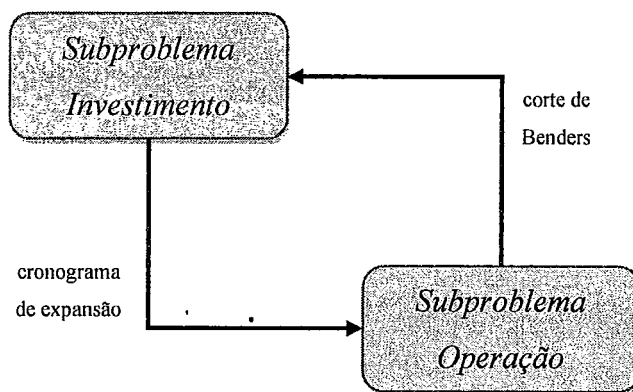 Subproblema
Investimento
corte de
Benders
cronograma
de expansão
Subproblema
Operação